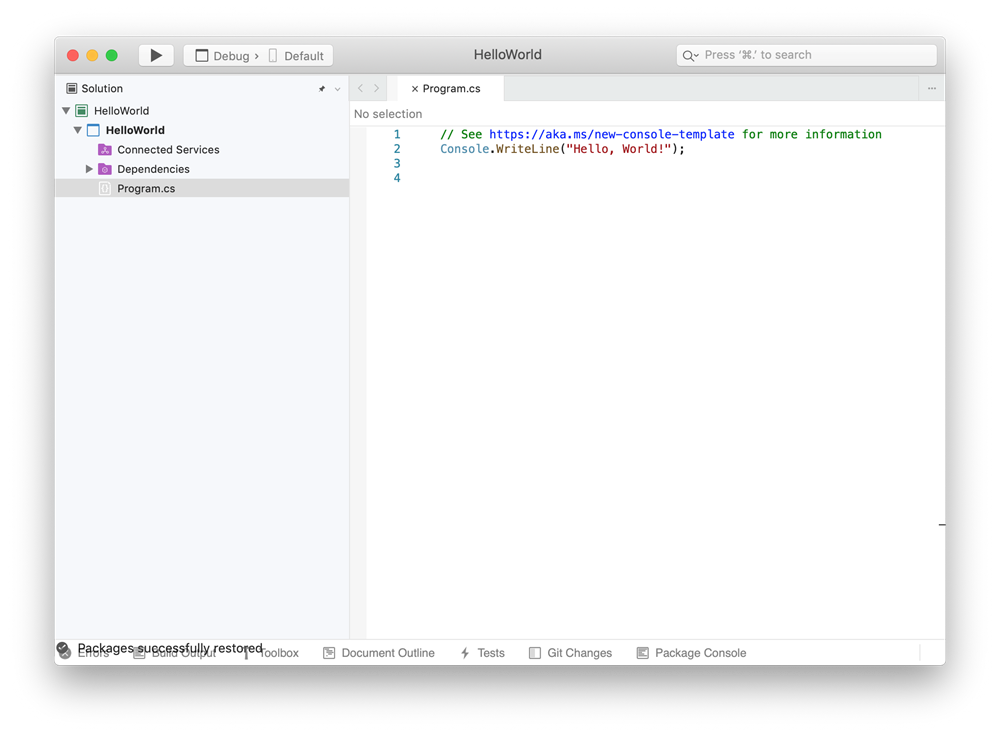 Debug › Default
HelloWorld
Press ‘⌘.’ to search
Solution
Program.cs
HelloWorld
No selection
HelloWorld
Connected Services
Dependencies
Program.cs
1 // See https://aka.ms/new-console-template for more information
2 Console.WriteLine("Hello, World!");
3
4
Packages successfully restored
Errors Build Output Toolbox Document Outline Tests Git Changes Package Console